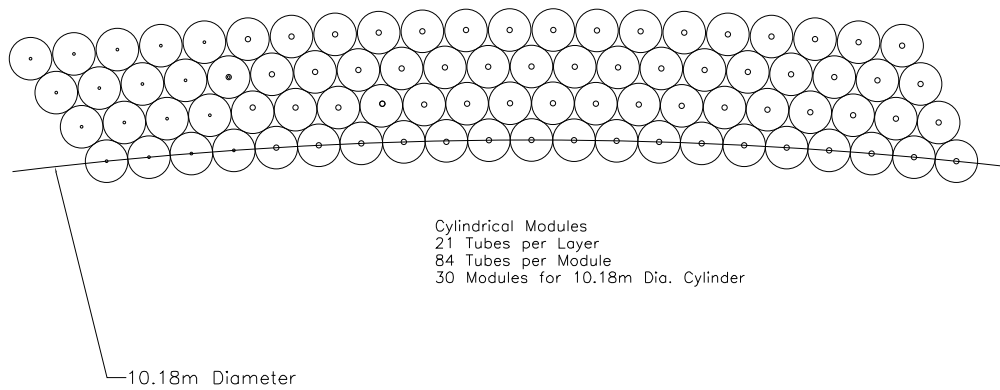 Cylindrical Modules
21 Tubes per Layer
84 Tubes per Module
30 Modules for 10.18m Dia. Cylinder
10.18m Diameter